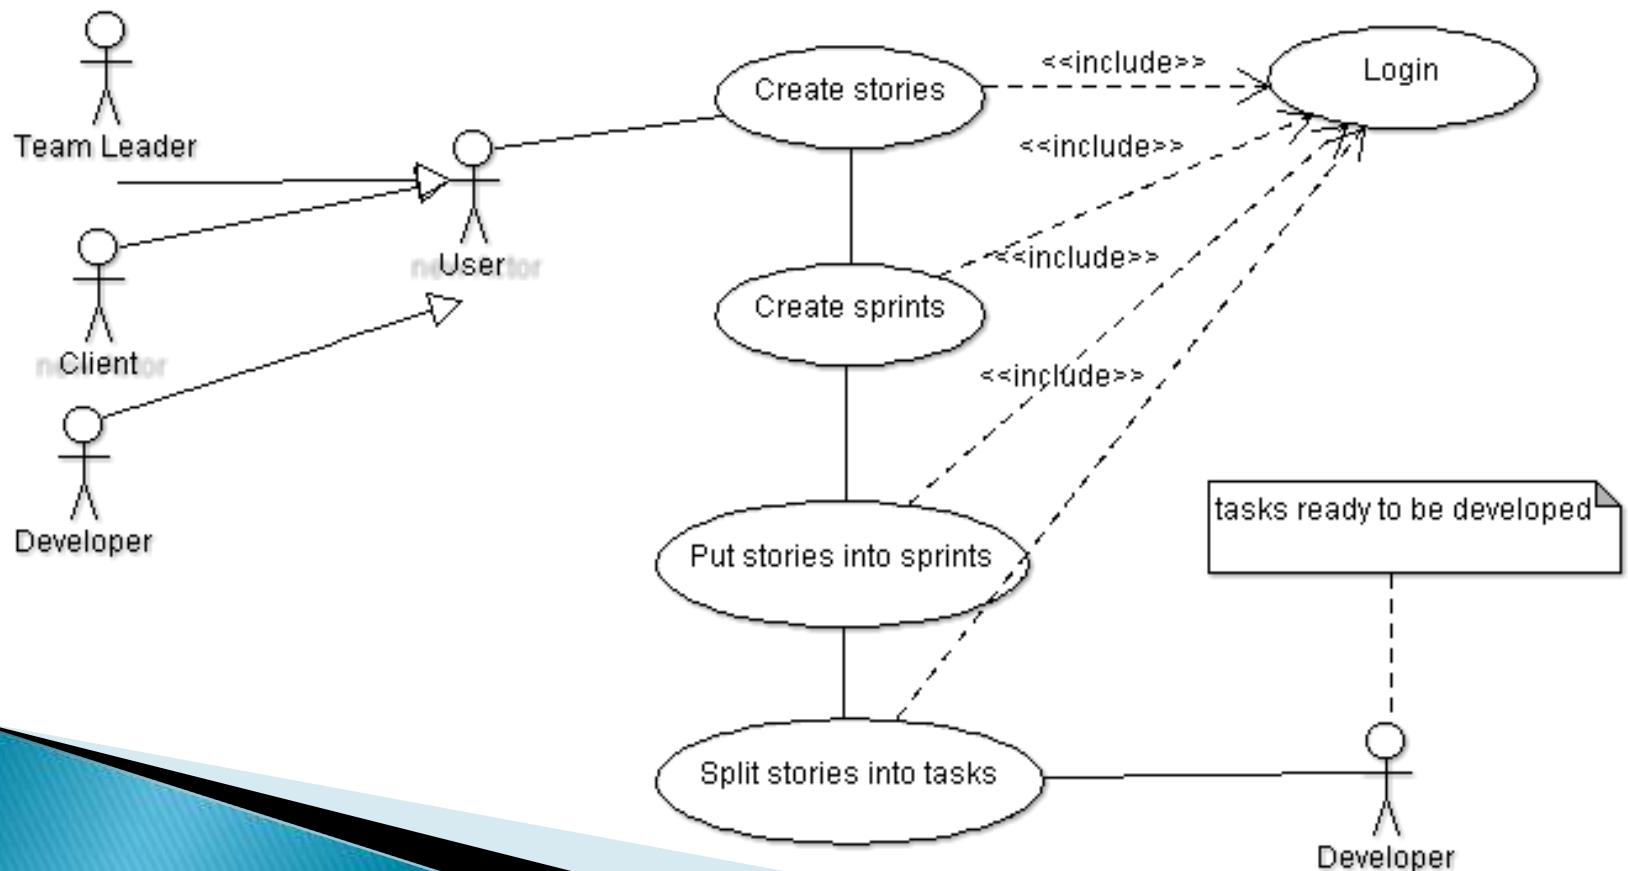 Team Leader
User
Client
Developer
Create stories
<<include>>
Login
<<include>>
Create sprints
<<include>>
<<include>>
Put stories into sprints
tasks ready to be developed
Split stories into tasks
Developer